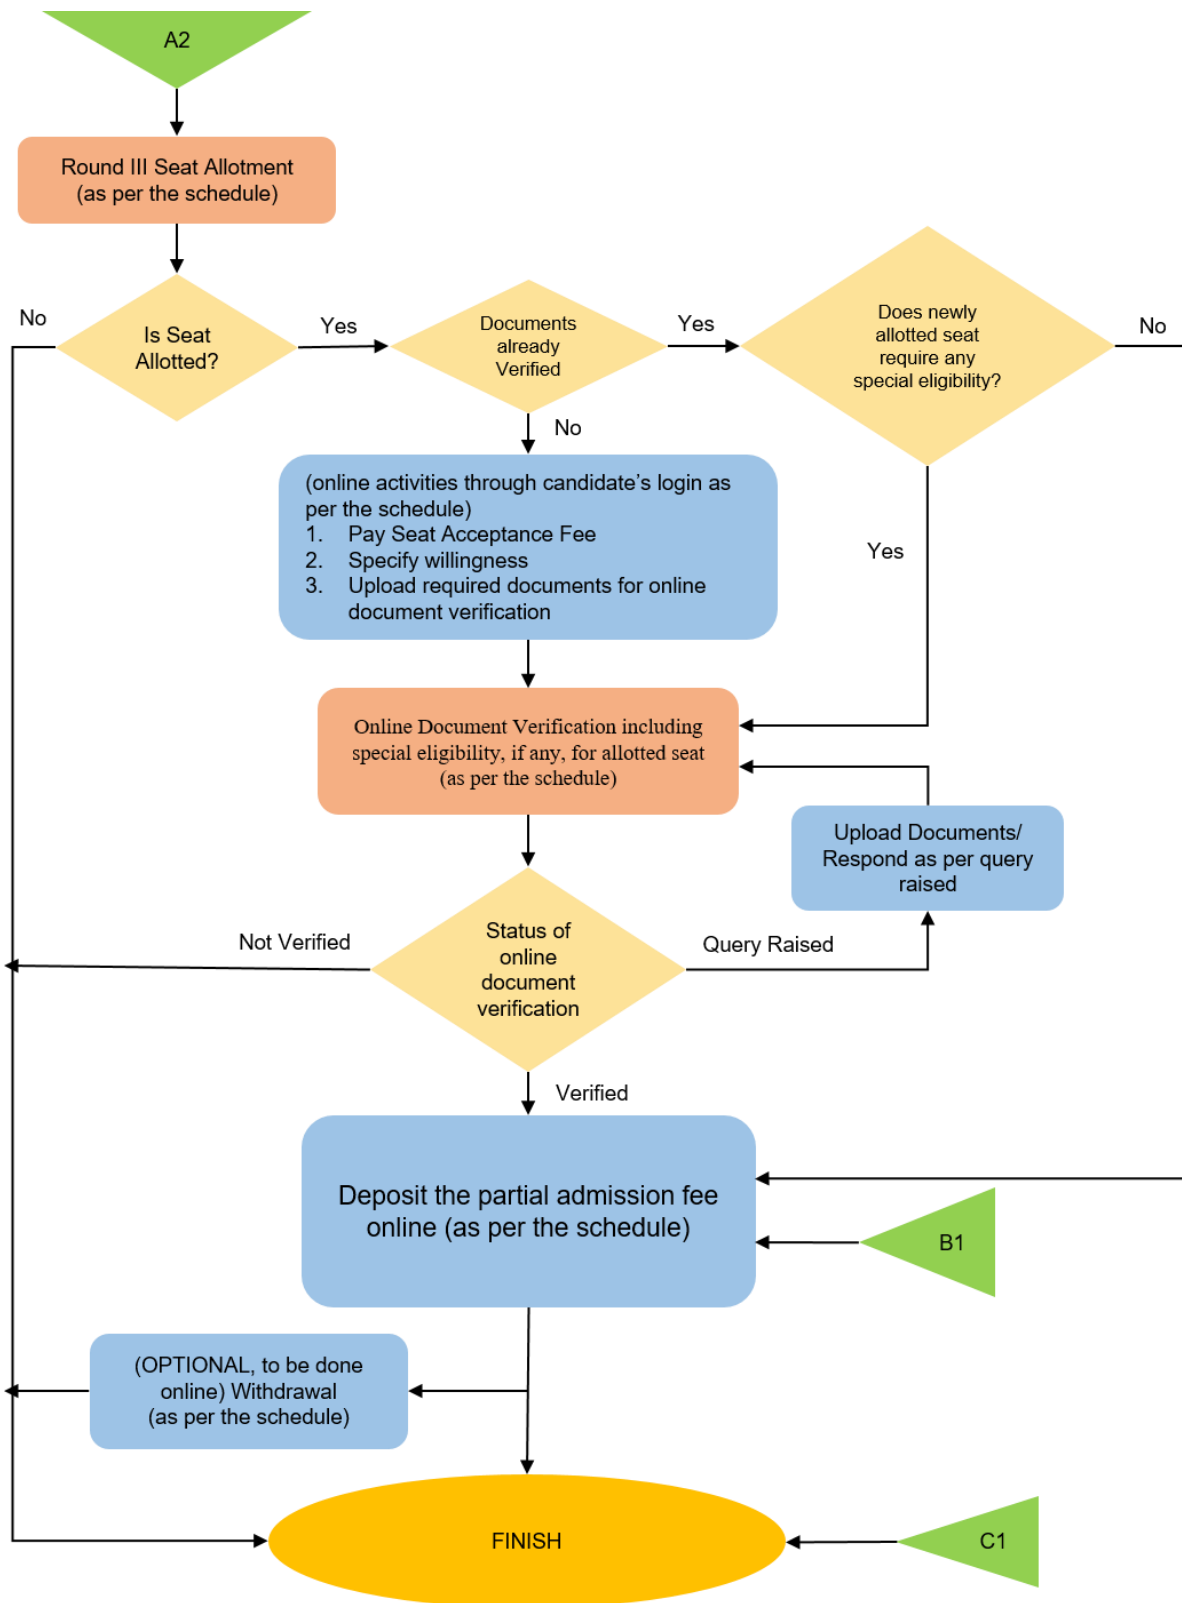 A2
Round III Seat Allotment
(as per the schedule)
No
Is Seat
Allotted?
Yes
Documents
already
Verified
Yes
Does newly
allotted seat
require any
special eligibility?
No
No
(online activities through candidate’s login as
per the schedule)
1. Pay Seat Acceptance Fee
2. Specify willingness
3. Upload required documents for online
document verification
Yes
Online Document Verification including
special eligibility, if any, for allotted seat
(as per the schedule)
Upload Documents/
Respond as per query
raised
Not Verified
Status of
online
document
verification
Query Raised
Verified
Deposit the partial admission fee
online (as per the schedule)
B1
(OPTIONAL, to be done
online) Withdrawal
(as per the schedule)
FINISH
C1